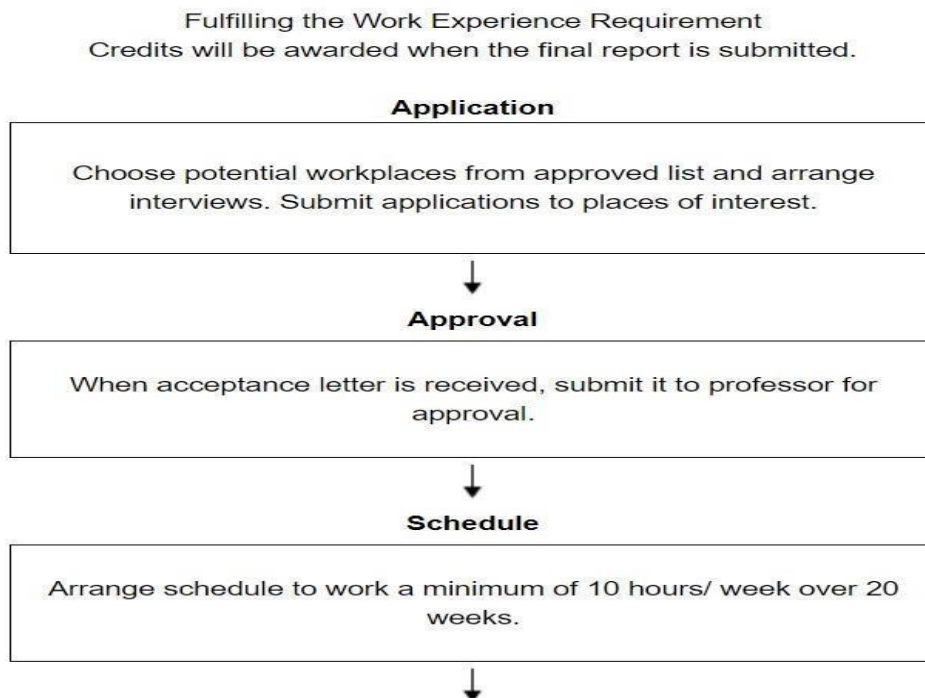 Fulfilling the Work Experience Requirement
Credits will be awarded when the final report is submitted.
Application
Choose potential workplaces from approved list and arrange
interviews. Submit applications to places of interest.
Approval
When acceptance letter is received, submit it to professor for
approval.
Schedule
Arrange schedule to work a minimum of 10 hours/ week over 20
weeks.